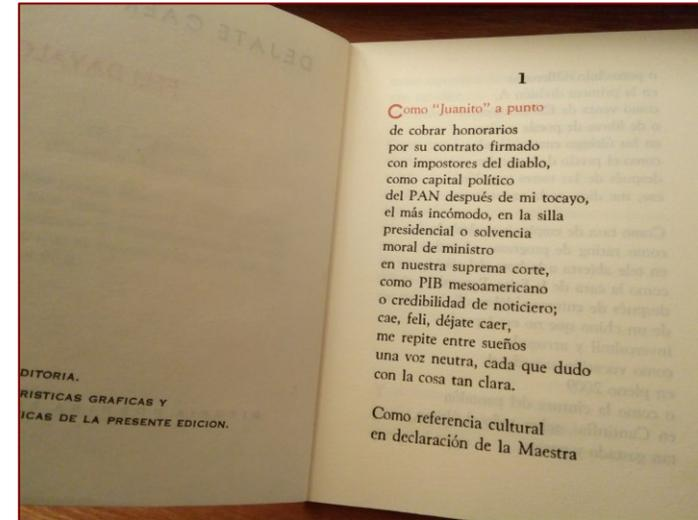 DEJATE CAER
DITORIA.
RISTICAS GRAFICAS Y
ICAS DE LA PRESENTE EDICION.
1
Como "Juanito" a punto
de cobrar honorarios
por su contrato firmado
con impostores del diablo,
como capital político
del PAN después de mi tocayo,
el más incómodo, en la silla
presidencial o solvencia
moral de ministro
en nuestra suprema corte,
como PIB mesoamericano
o credibilidad de noticiero;
cae, feli, déjate caer,
me repite entre sueños
una voz neutra, cada que dudo
con la cosa tan clara.
Como referencia cultural
en declaración de la Maestra